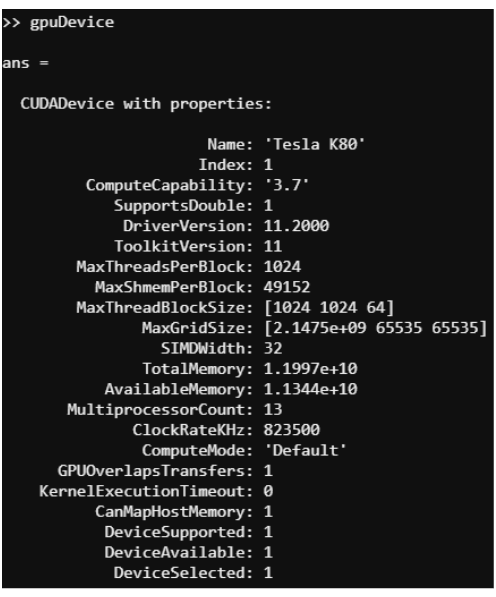 >> gpuDevice
ans =
CUDADevice with properties:
Name: 'Tesla K80'
Index: 1
ComputeCapability: '3.7'
SupportsDouble: 1
DriverVersion: 11.2000
ToolkitVersion: 11
MaxThreadsPerBlock: 1024
MaxShmemPerBlock: 49152
MaxThreadBlockSize: [1024 1024 64]
MaxGridSize: [2.1475e+09 65535 65535]
SIMDWidth: 32
TotalMemory: 1.1997e+10
AvailableMemory: 1.1344e+10
MultiprocessorCount: 13
ClockRateKHz: 823500
ComputeMode: 'Default'
GPUOverlapsTransfers: 1
KernelExecutionTimeout: 0
CanMapHostMemory: 1
DeviceSupported: 1
DeviceAvailable: 1
DeviceSelected: 1